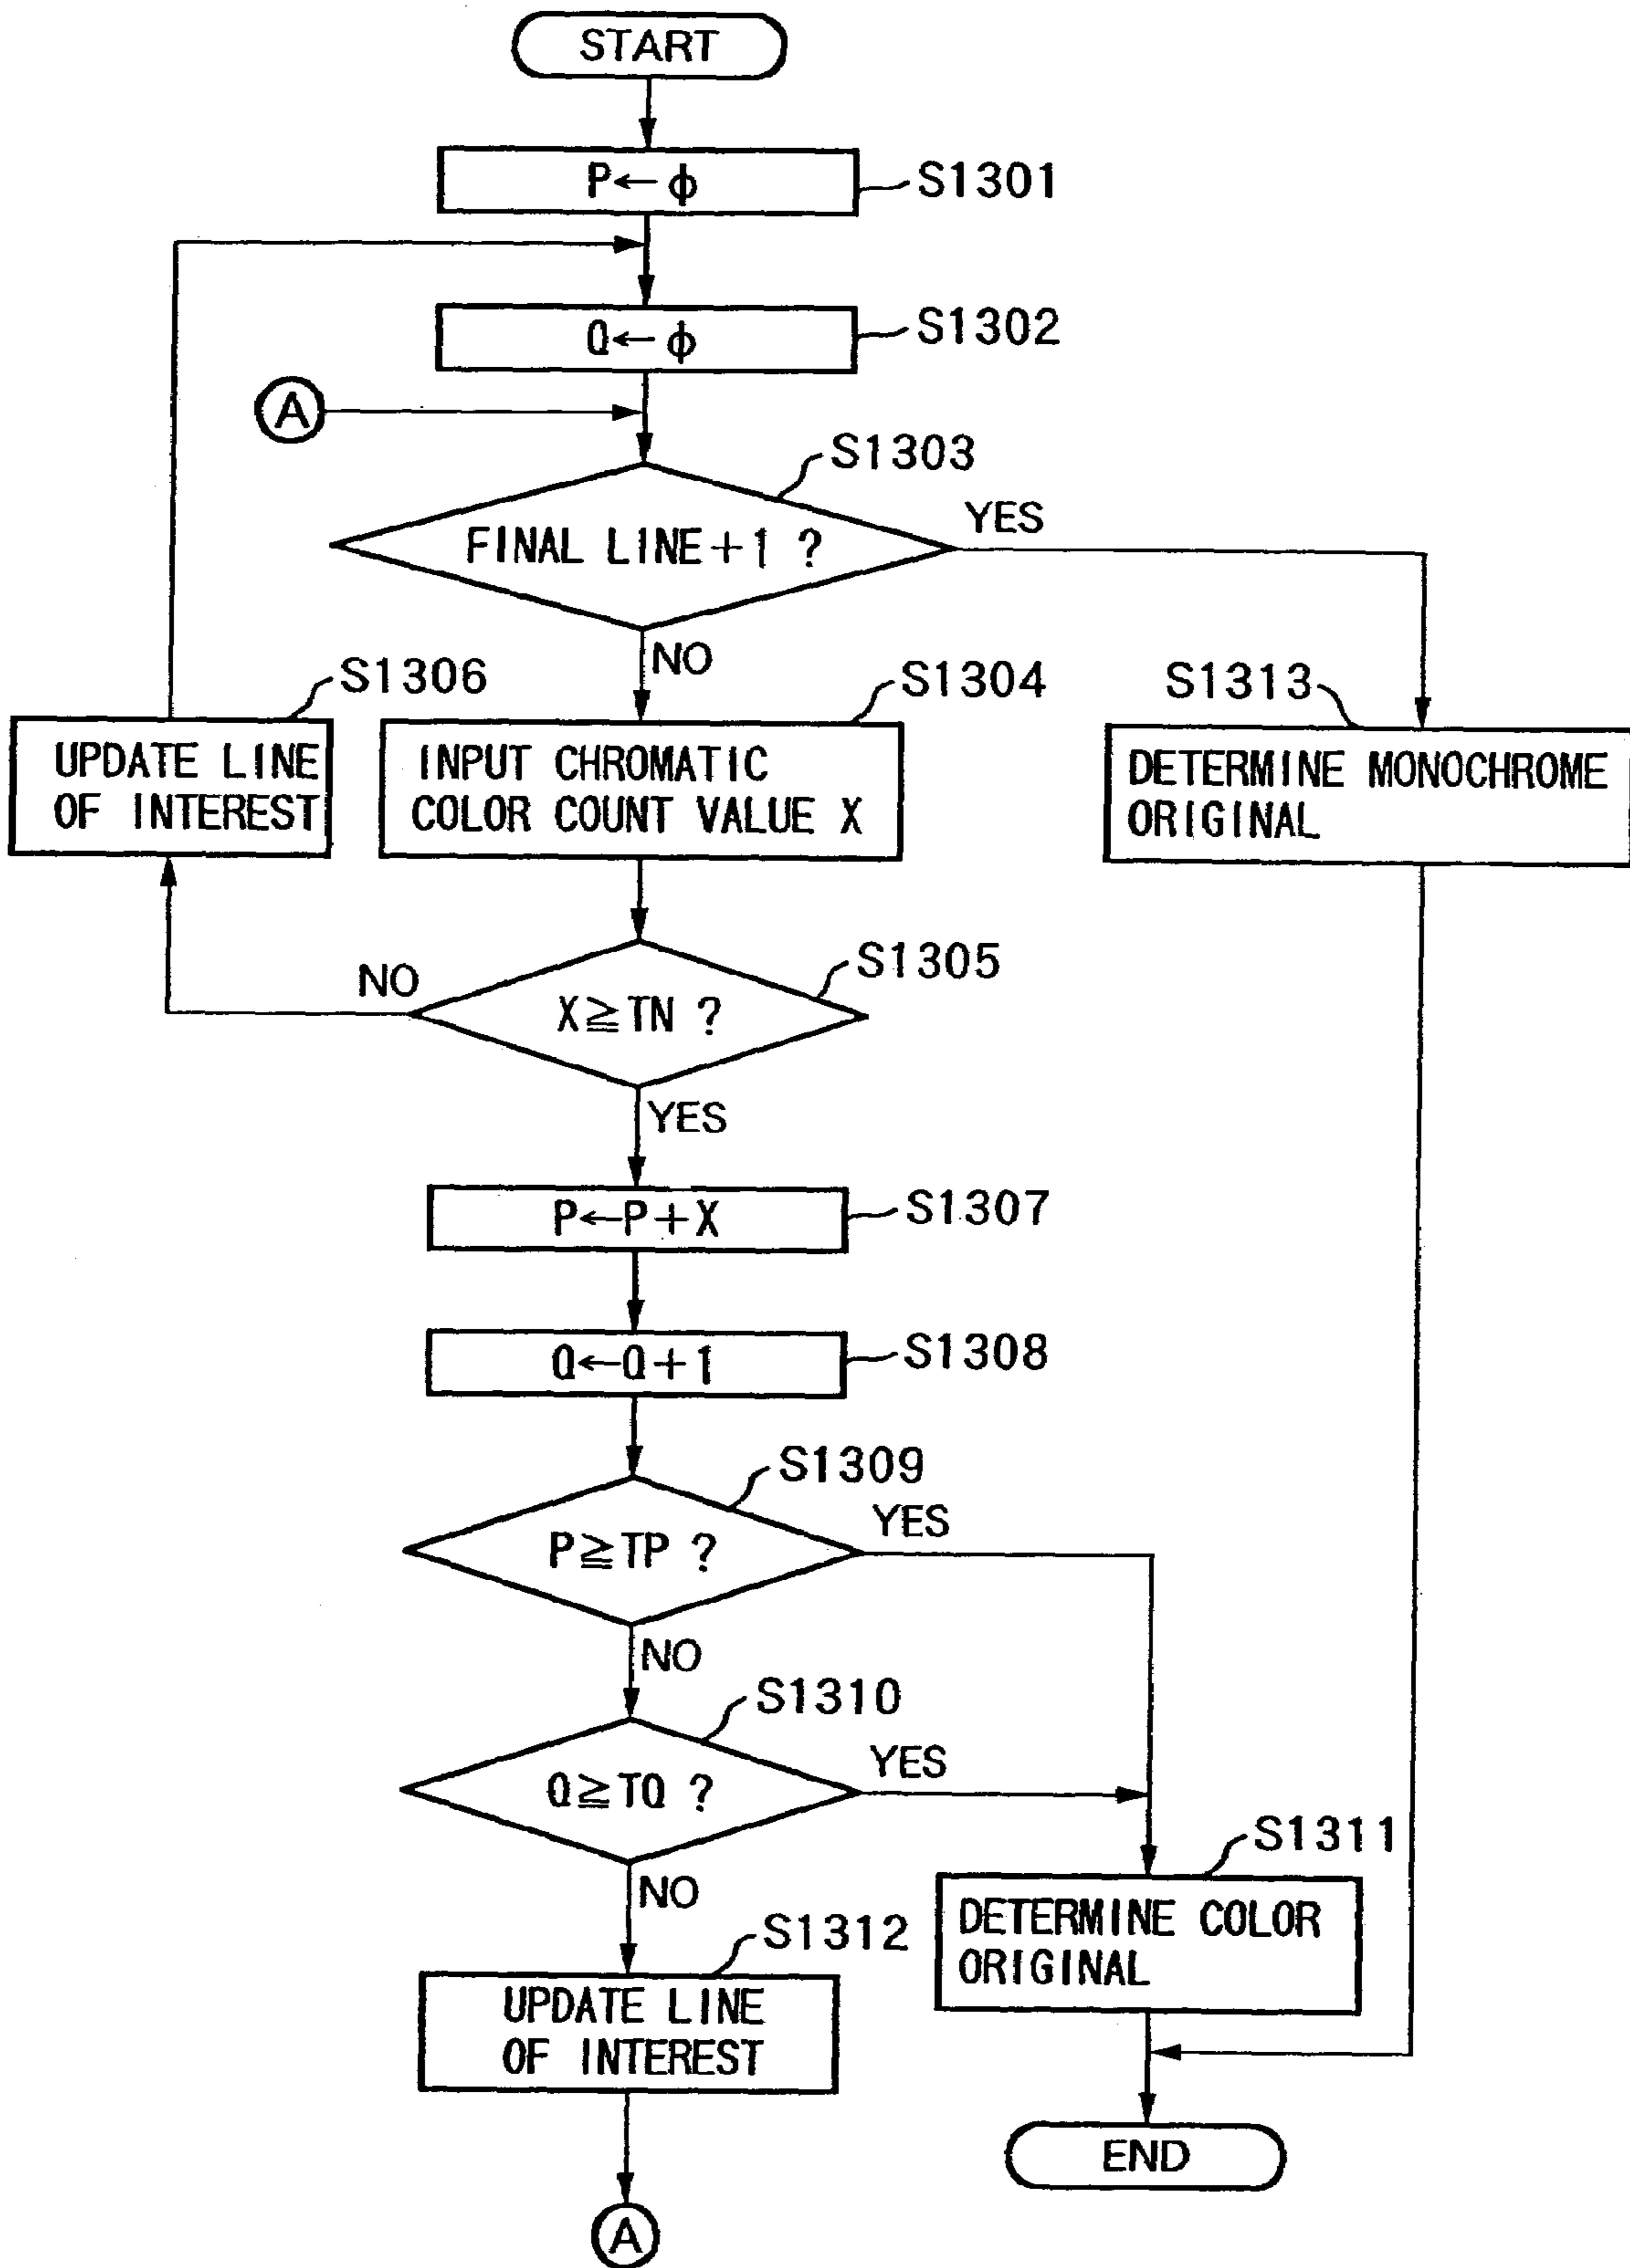 START
P←φ
S1301
Q←φ
S1302
A
S1303
FINAL LINE+1 ?
YES
NO
S1306
UPDATE LINE
OF INTEREST
S1304
INPUT CHROMATIC
COLOR COUNT VALUE X
S1313
DETERMINE MONOCHROME
ORIGINAL
S1305
X≧TN ?
NO
YES
P←P+X
S1307
Q←Q+1
S1308
S1309
P≧TP ?
YES
NO
S1310
Q≧TQ ?
YES
NO
S1311
DETERMINE COLOR
ORIGINAL
S1312
UPDATE LINE
OF INTEREST
END
A